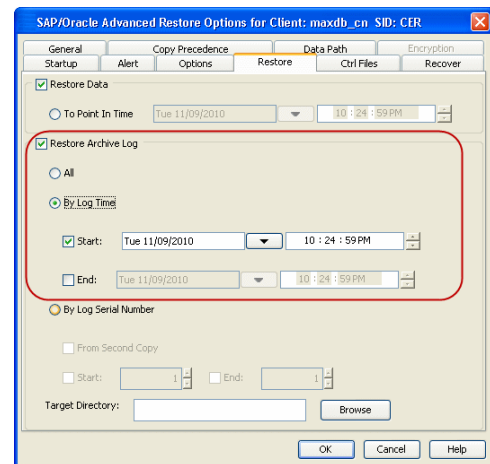 SAP/Oracle Advanced Restore Options for Client: maxdb_cn SID: CER
General Copy Precedence Data Path Encryption
Startup Alert Options Restore Ctrl Files Recover
Restore Data
To Point In Time Tue 11/09/2010 10 : 24 : 59 PM
Restore Archive Log
All
By Log Time
Start: Tue 11/09/2010 10 : 24 : 59 PM
End: Tue 11/09/2010 10 : 24 : 59 PM
By Log Serial Number
From Second Copy
Start: 1 End: 1
Target Directory: Browse
OK Cancel Help